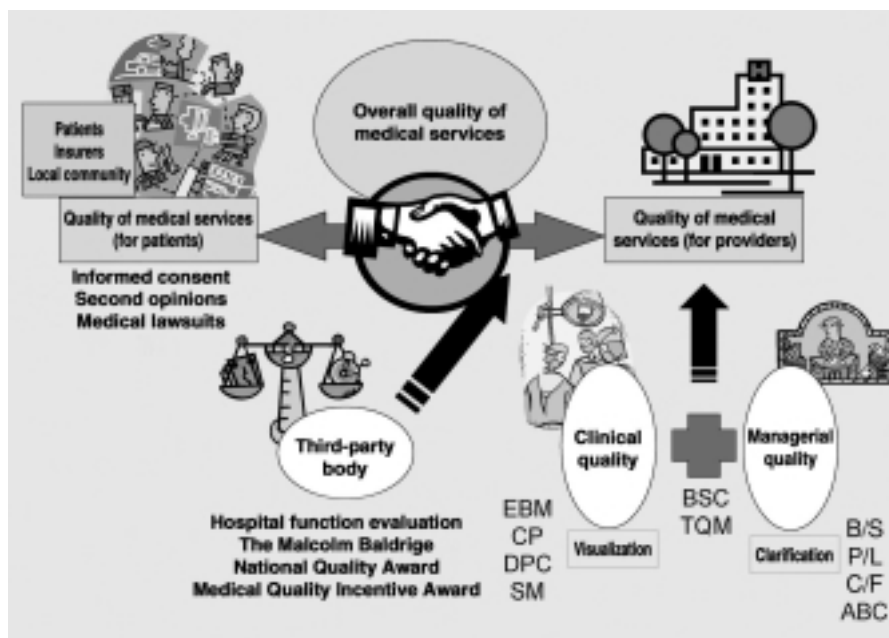 Overall quality of
medical services
H
Patients
Insurers
Local community
Quality of medical services
(for patients)
Quality of medical
services (for providers)
Informed consent
Second opinions
Medical lawsuits
Third-party
body
Hospital function evaluation
The Malcolm Baldrige
National Quality Award
Medical Quality Incentive Award
Clinical
quality
Managerial
quality
EBM
CP
DPC
SM
Visualization
BSC
TQM
Clarification
B/S
P/L
C/F
ABC